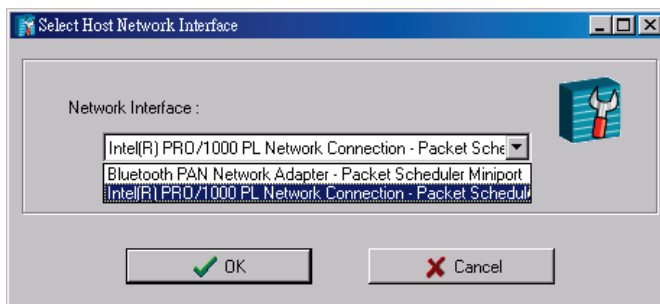 Select Host Network Interface
Network Interface :
Intel(R) PRO/1000 PL Network Connection - Packet Sche
Bluetooth PAN Network Adapter - Packet Scheduler Miniport
Intel(R) PRO/1000 PL Network Connection - Packet Schedul
OK
Cancel